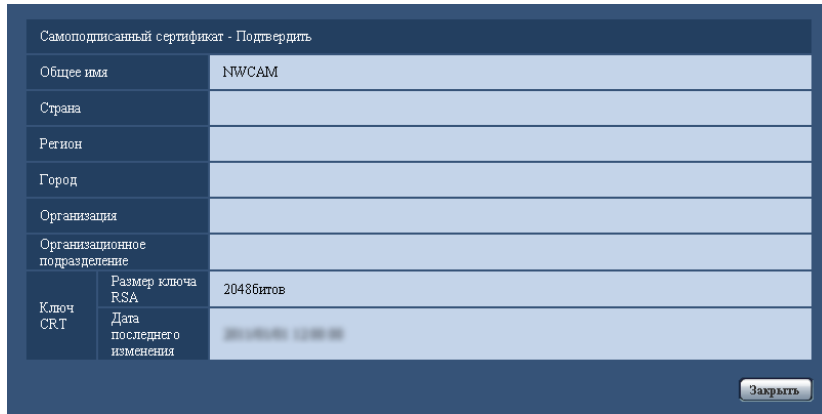 Самоподписанный сертификат - Подтвердить
Общее имя
NWCAM
Страна
Регион
Город
Организация
Организационное
подразделение
Ключ
CRT
Размер ключа
RSA
2048битов
Дата
последнего
изменения
Закрыть